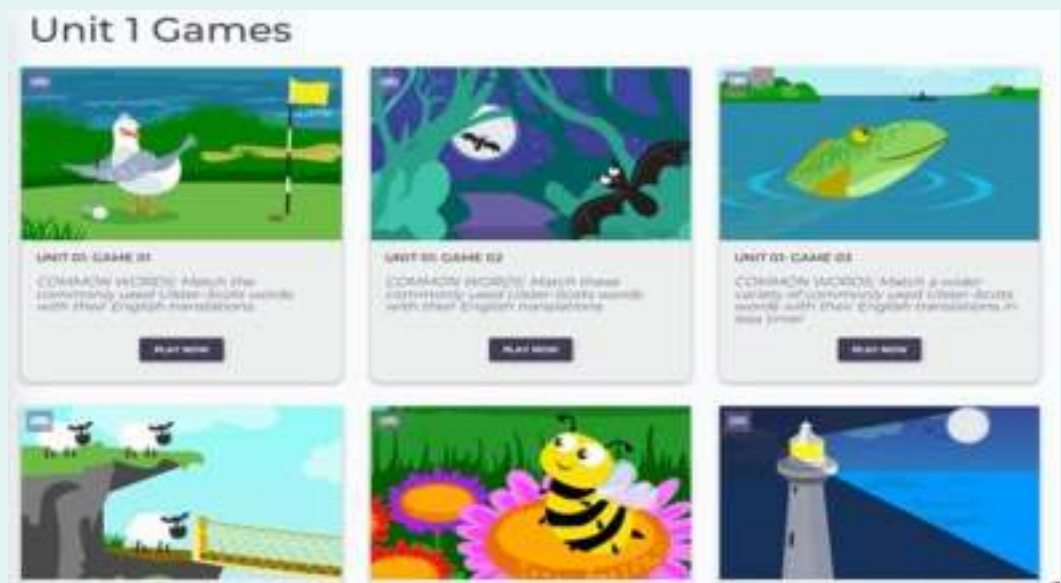 Unit 1 Games
UNIT 01: GAME 01
COMMON WORDS: Match the
commonly used Ulster-Scots words
with their English translations
PLAY NOW
UNIT 01: GAME 02
COMMON WORDS: Match these
commonly used Ulster-Scots words
with their English translations
PLAY NOW
UNIT 01: GAME 03
COMMON WORDS: Match a wider
variety of commonly used Ulster-Scots
words with their English translations in
less time!
PLAY NOW